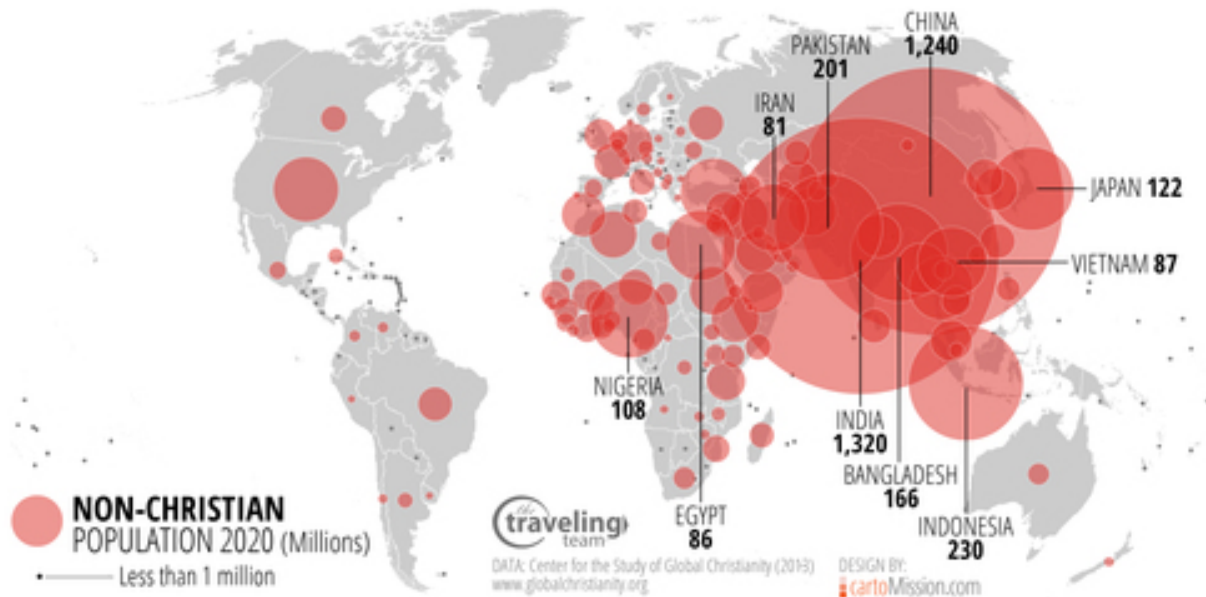 CHINA
1,240
PAKISTAN
201
IRAN
81
JAPAN 122
VIETNAM 87
NIGERIA
108
INDIA
1,320
BANGLADESH
166
EGYPT
86
INDONESIA
230
NON-CHRISTIAN
POPULATION 2020 (Millions)
Less than 1 million
the
traveling
team
DATA: Center for the Study of Global Christianity (2013)
www.globalchristianity.org
DESIGN BY:
cartoMission.com